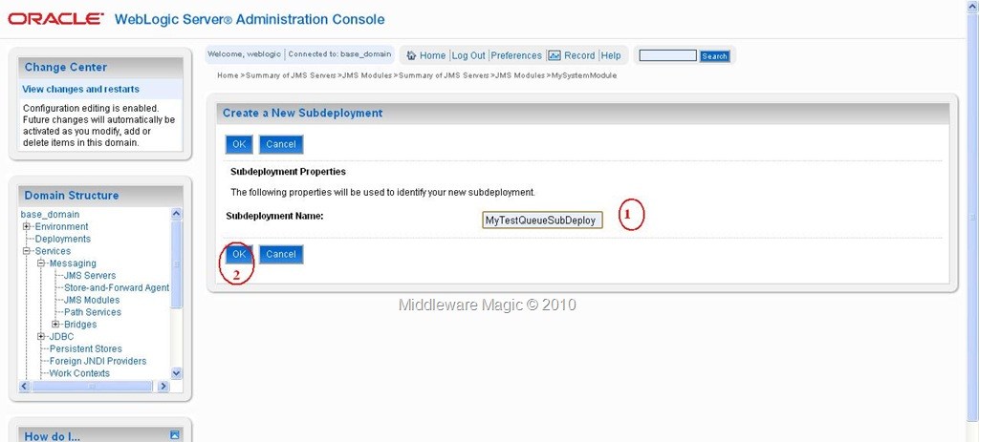 ORACLE® WebLogic Server® Administration Console
Change Center
View changes and restarts
Configuration editing is enabled.
Future changes will automatically be
activated as you modify, add or
delete items in this domain.
Domain Structure
base_domain
Environment
Deployments
Services
Messaging
JMS Servers
Store-and-Forward Agent
JMS Modules
Path Services
Bridges
JDBC
Persistent Stores
Foreign JNDI Providers
Work Contexts
How do I...
Welcome, weblogic Connected to: base_domain Home Log Out Preferences Record Help Search
Home >Summary of JMS Servers >JMS Modules >Summary of JMS Servers >JMS Modules >MySystemModule
Create a New Subdeployment
OK Cancel
Subdeployment Properties
The following properties will be used to identify your new subdeployment.
Subdeployment Name: MyTestQueueSubDeploy 1
OK Cancel
2
Middleware Magic © 2010